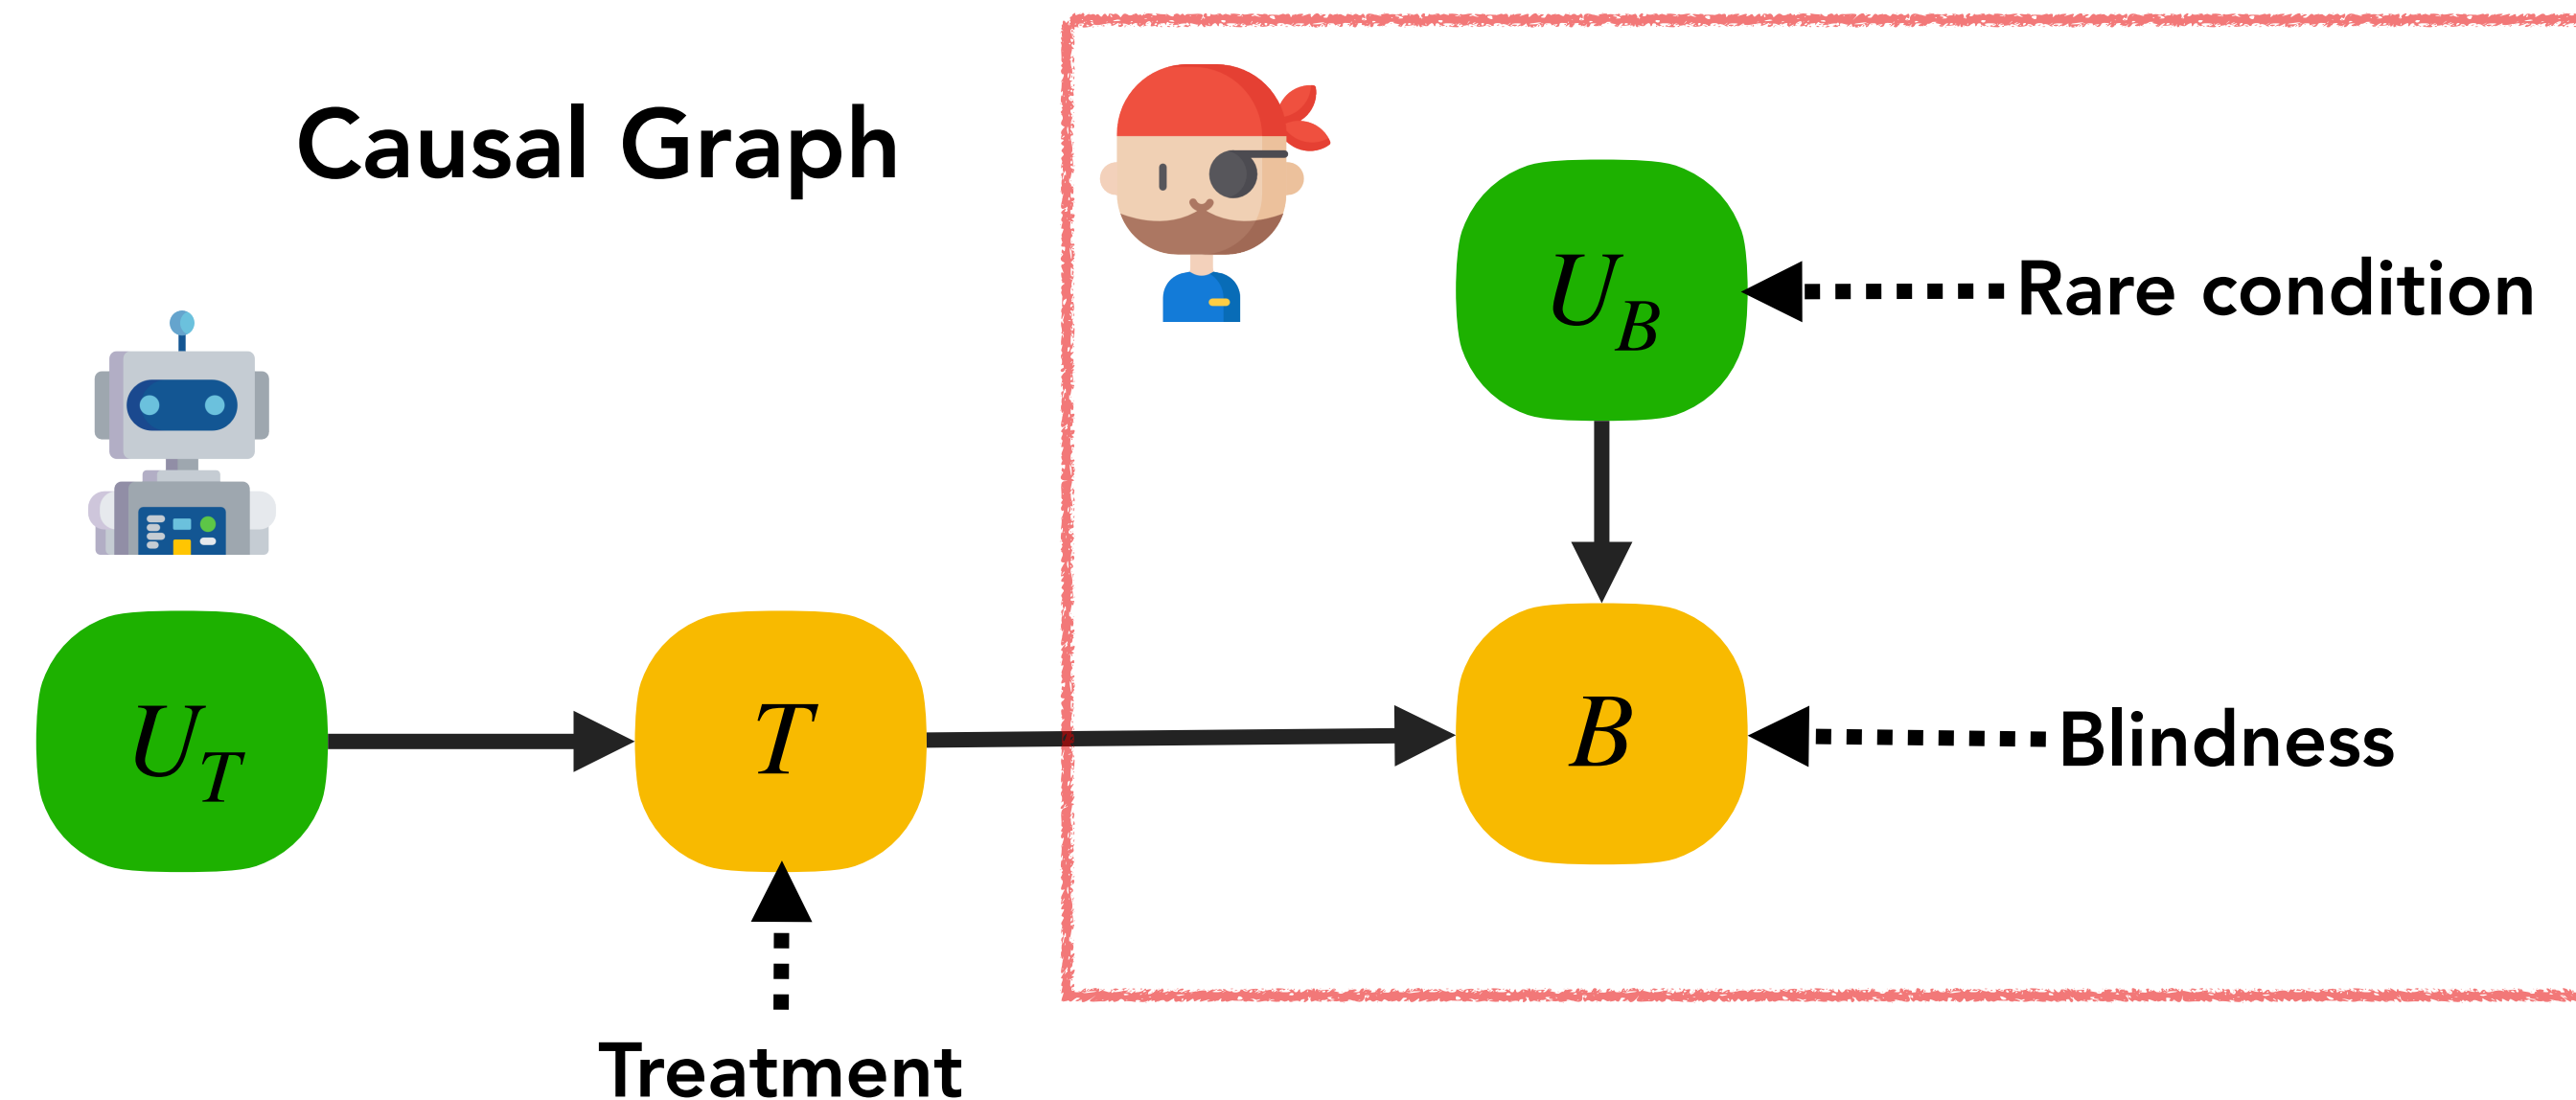 Causal Graph
U_B
Rare condition
U_T
T
B
Blindness
Treatment